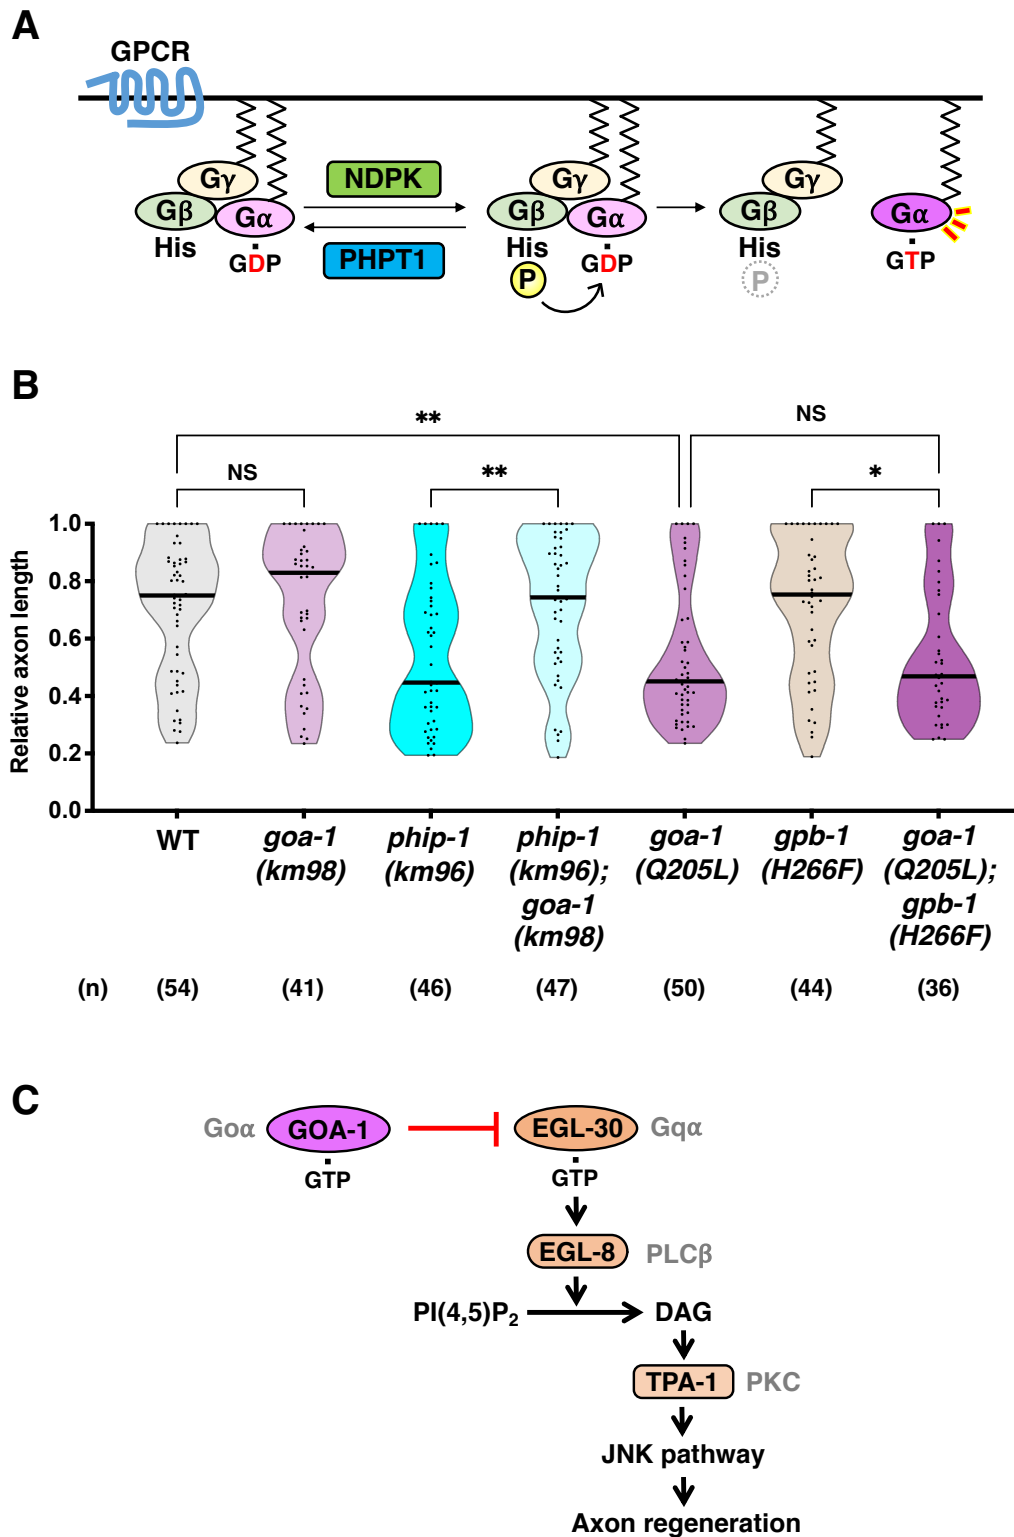 A
GPCR
Gγ Gβ Gα His GDP
NDPK
PHPT1
Gγ Gβ Gα His GDP P
Gγ Gβ His P
Gα GTP
B
** NS
NS ** *
Relative axon length
1.0
0.8
0.6
0.4
0.2
0.0
WT
goa-1
(km98)
phip-1
(km96)
phip-1
(km96);
goa-1
(km98)
goa-1
(Q205L)
gpb-1
(H266F)
goa-1
(Q205L);
gpb-1
(H266F)
(n) (54) (41) (46) (47) (50) (44) (36)
C
Goα GOA-1 EGL-30 Gqα
GTP GTP
EGL-8 PLCβ
PI(4,5)P₂ DAG
TPA-1 PKC
JNK pathway
Axon regeneration